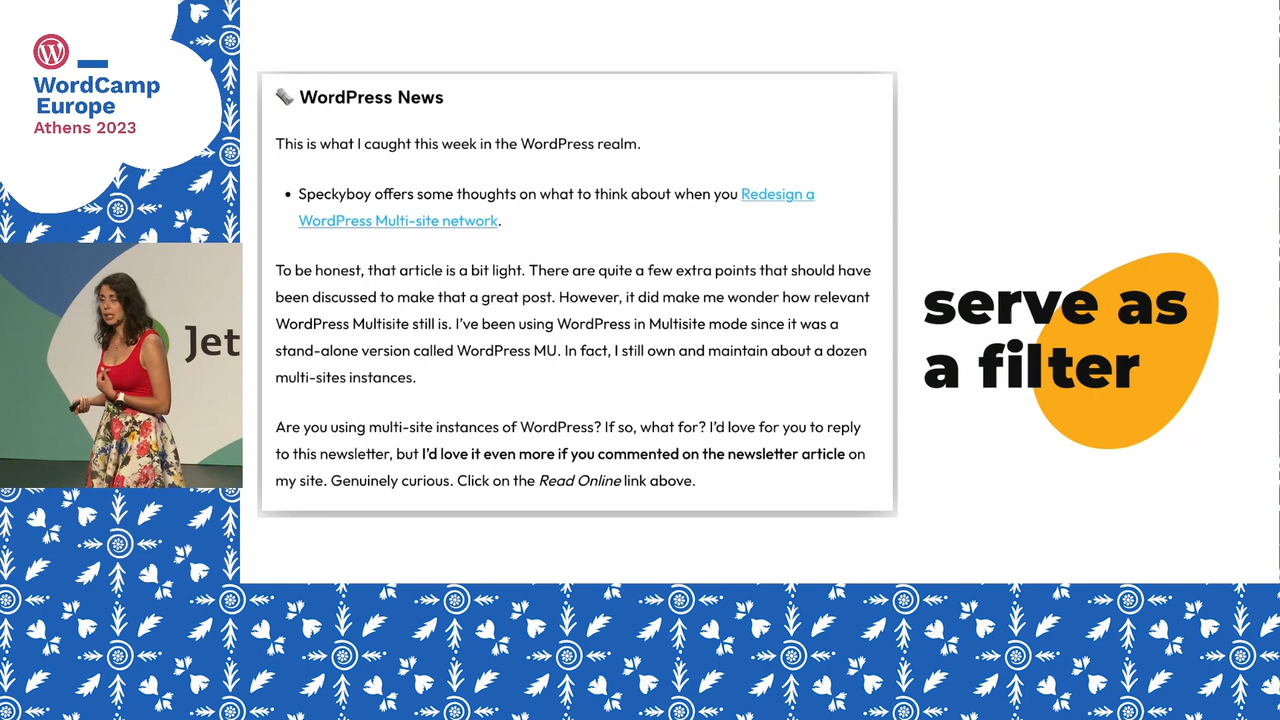 WordCamp
Europe
Athens 2023
Jet
WordPress News
This is what I caught this week in the WordPress realm.
• Speckyboy offers some thoughts on what to think about when you Redesign a
WordPress Multi-site network.
To be honest, that article is a bit light. There are quite a few extra points that should have
been discussed to make that a great post. However, it did make me wonder how relevant
WordPress Multisite still is. I've been using WordPress in Multisite mode since it was a
stand-alone version called WordPress MU. In fact, I still own and maintain about a dozen
multi-sites instances.
Are you using multi-site instances of WordPress? If so, what for? I'd love for you to reply
to this newsletter, but I'd love it even more if you commented on the newsletter article on
my site. Genuinely curious. Click on the Read Online link above.
serve as
a filter